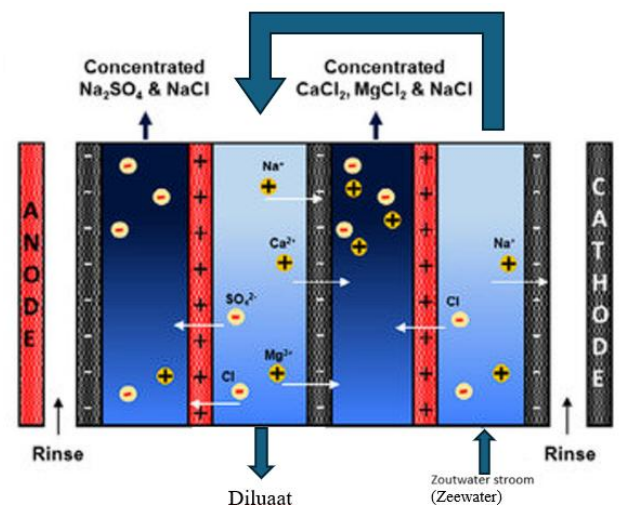 Concentrated
Na₂SO₄ & NaCl
Concentrated
CaCl₂, MgCl₂ & NaCl
ANODE
Na⁺
Ca²⁺
SO₄²⁻
Mg²⁺
Cl
Na⁺
Cl
CATHODE
Rinse
Rinse
Diluaat
Zoutwater stroom
(Zeewater)